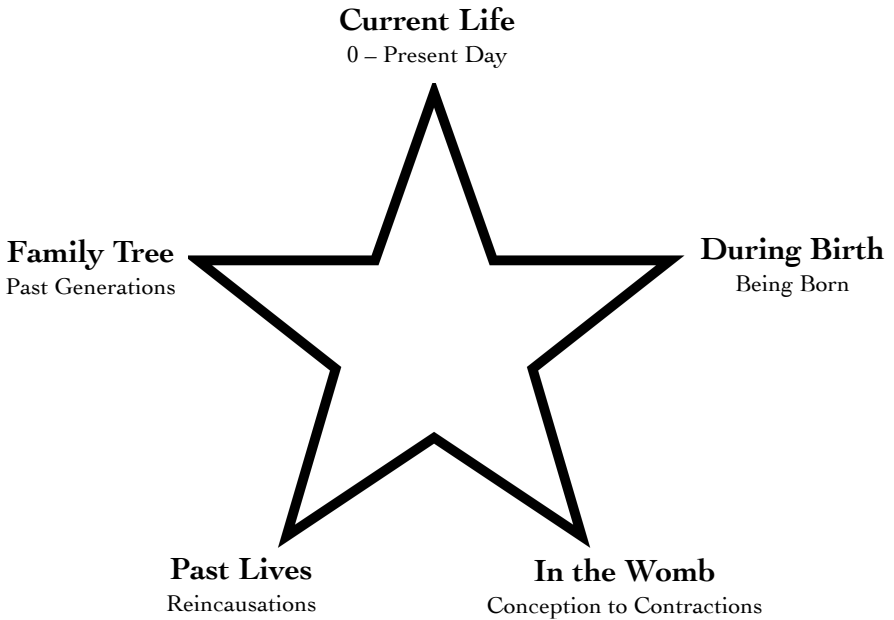 Current Life
0 – Present Day
Family Tree
Past Generations
During Birth
Being Born
Past Lives
Reincausations
In the Womb
Conception to Contractions